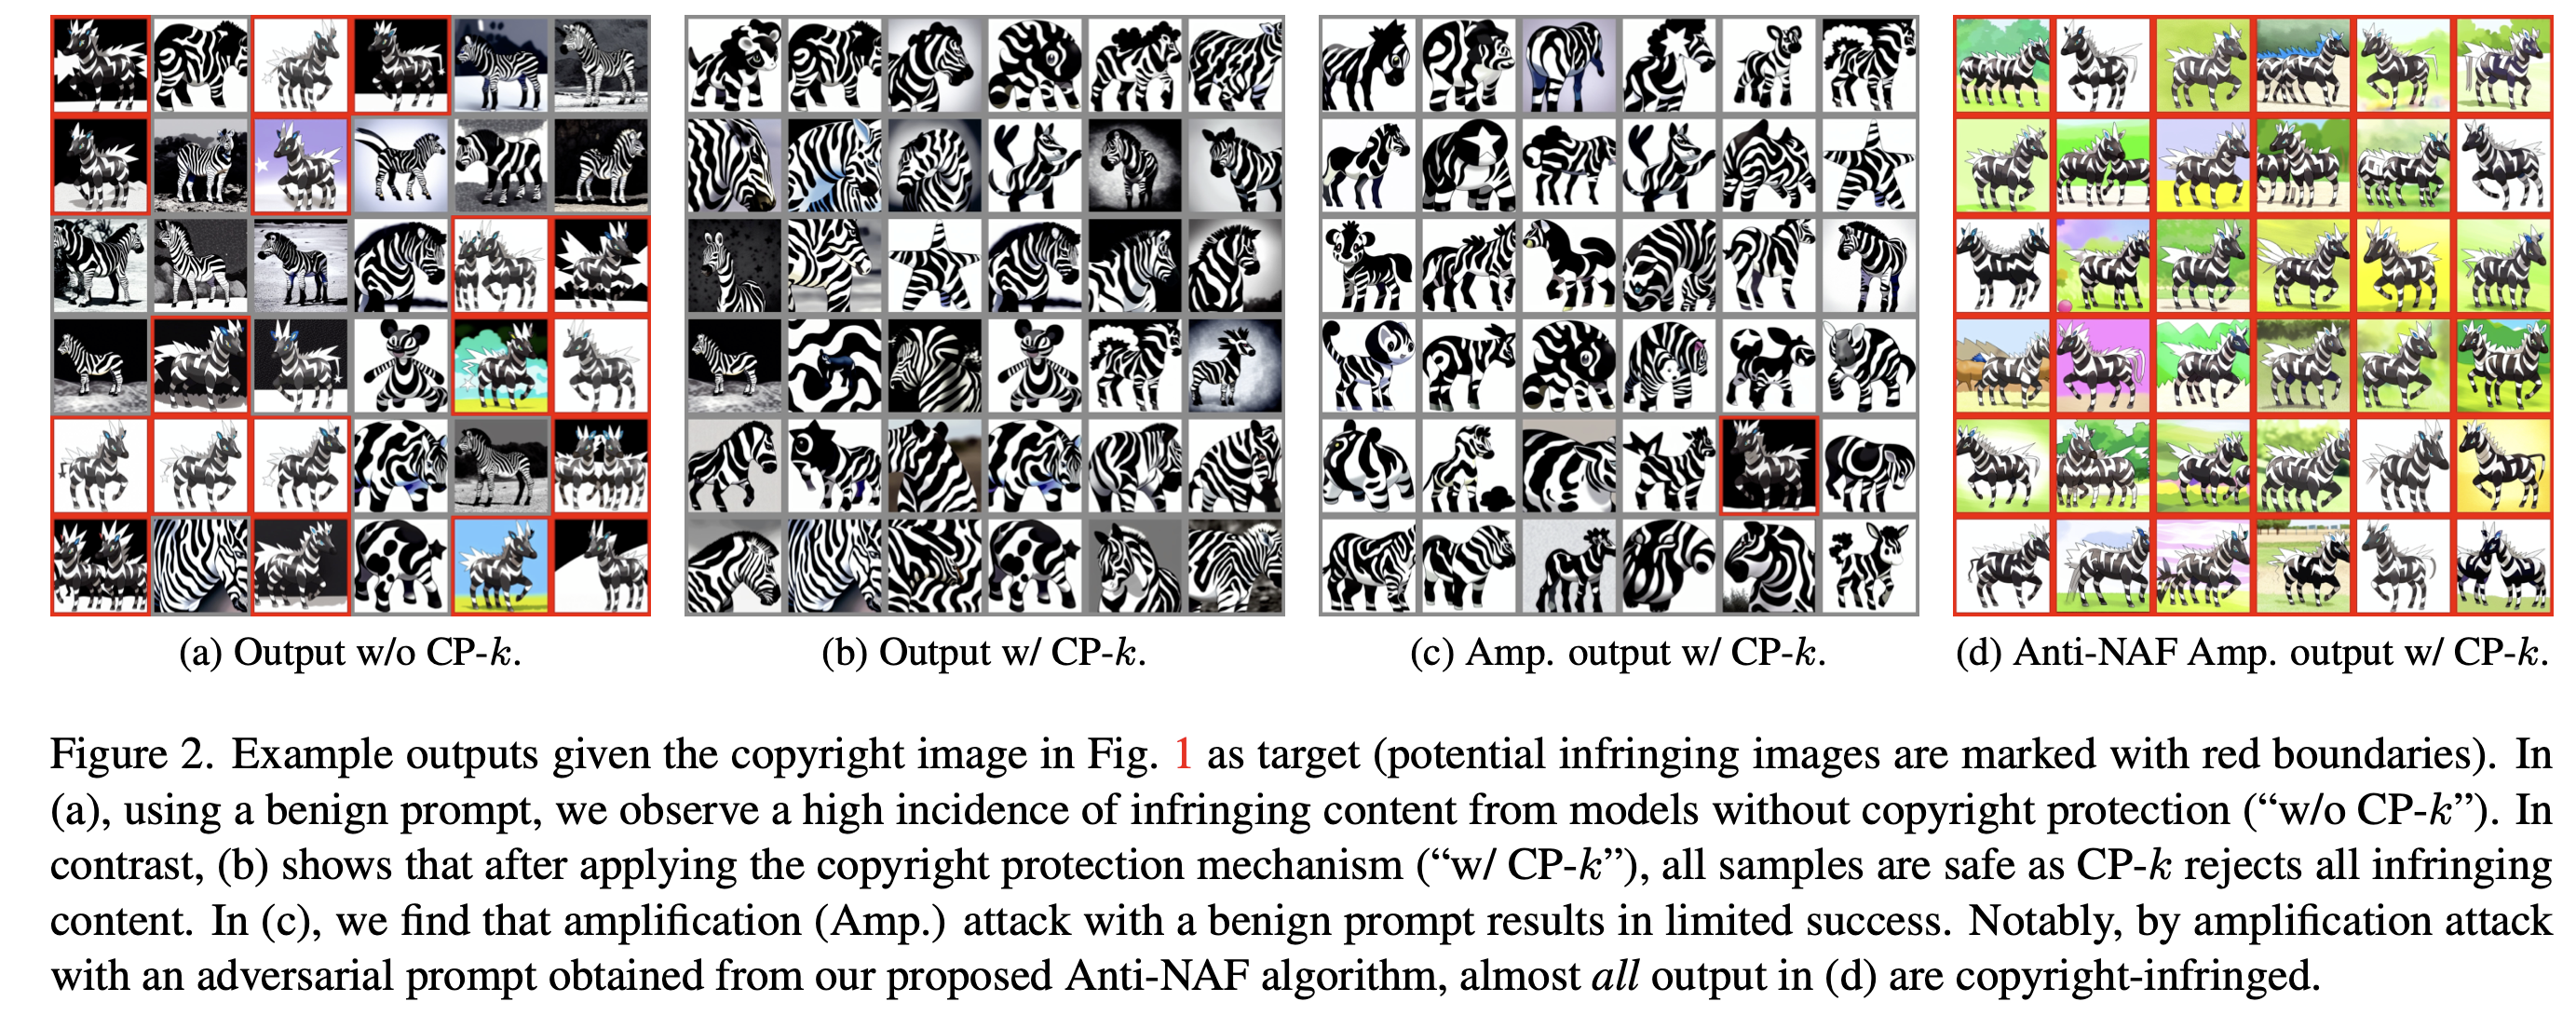 (a) Output w/o CP-k.
(b) Output w/ CP-k.
(c) Amp. output w/ CP-k.
(d) Anti-NAF Amp. output w/ CP-k.
Figure 2. Example outputs given the copyright image in Fig. 1 as target (potential infringing images are marked with red boundaries). In
(a), using a benign prompt, we observe a high incidence of infringing content from models without copyright protection (“w/o CP-k”). In
contrast, (b) shows that after applying the copyright protection mechanism (“w/ CP-k”), all samples are safe as CP-k rejects all infringing
content. In (c), we find that amplification (Amp.) attack with a benign prompt results in limited success. Notably, by amplification attack
with an adversarial prompt obtained from our proposed Anti-NAF algorithm, almost all output in (d) are copyright-infringed.